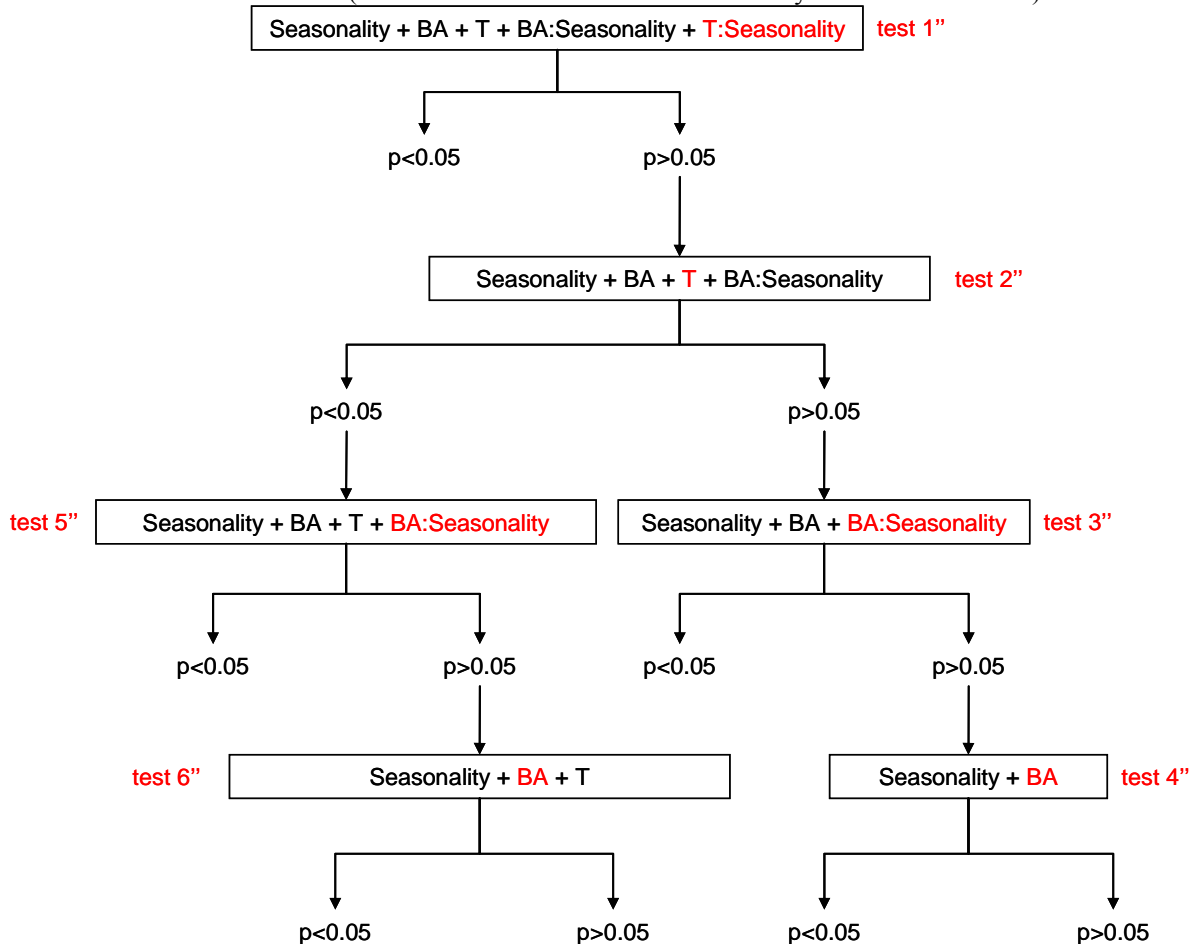 Seasonality + BA + T + BA:Seasonality + T:Seasonality test 1”
p<0.05 p>0.05
Seasonality + BA + T + BA:Seasonality test 2”
p<0.05 p>0.05
test 5” Seasonality + BA + T + BA:Seasonality Seasonality + BA + BA:Seasonality test 3”
p<0.05 p>0.05 p<0.05 p>0.05
test 6” Seasonality + BA + T Seasonality + BA test 4”
p<0.05 p>0.05 p<0.05 p>0.05